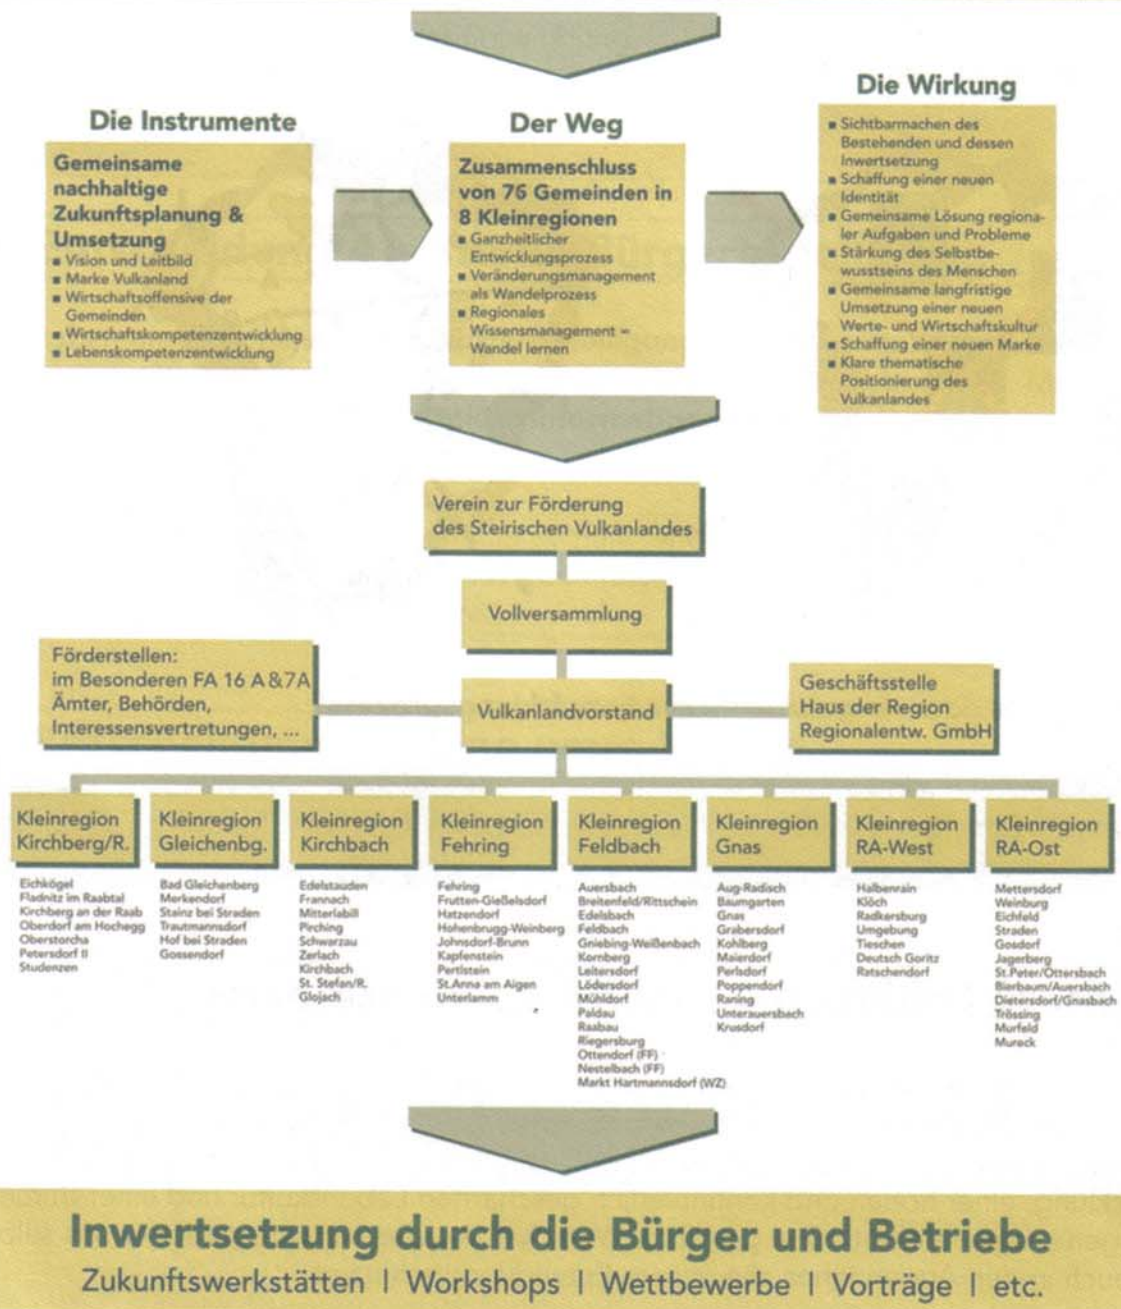 Die Instrumente
Gemeinsame
nachhaltige
Zukunftsplanung &
Umsetzung
■ Vision und Leitbild
■ Marke Vulkanland
■ Wirtschaftsoffensive der
Gemeinden
■ Wirtschaftskompetenzentwicklung
■ Lebenskompetenzentwicklung
Der Weg
Zusammenschluss
von 76 Gemeinden in
8 Kleinregionen
■ Ganzheitlicher
Entwicklungsprozess
■ Veränderungsmanagement
als Wandelprozess
■ Regionales
Wissensmanagement =
Wandel lernen
Die Wirkung
■ Sichtbarmachen des
Bestehenden und dessen
Inwertsetzung
■ Schaffung einer neuen
Identität
■ Gemeinsame Lösung regiona-
ler Aufgaben und Probleme
■ Stärkung des Selbstbe-
wusstseins des Menschen
■ Gemeinsame langfristige
Umsetzung einer neuen
Werte- und Wirtschaftskultur
■ Schaffung einer neuen Marke
■ Klare thematische
Positionierung des
Vulkanlandes
Verein zur Förderung
des Steirischen Vulkanlandes
Vollversammlung
Förderstellen:
im Besonderen FA 16 A&7A
Ämter, Behörden,
Interessensvertretungen, ...
Vulkanlandvorstand
Geschäftsstelle
Haus der Region
Regionalentw. GmbH
Kleinregion
Kirchberg/R.
Eichkögel
Fladnitz im Raabtal
Kirchberg an der Raab
Oberdorf am Hochegg
Oberstorcha
Petersdorf II
Studenzen
Kleinregion
Gleichenbg.
Bad Gleichenberg
Merkendorf
Stainz bei Straden
Trautmannsdorf
Hof bei Straden
Gossendorf
Kleinregion
Kirchbach
Edelstauden
Frannach
Mitterlabill
Pirching
Schwarzau
Zerlach
Kirchbach
St. Stefan/R.
Glojach
Kleinregion
Fehring
Fehring
Frutten-Gießelsdorf
Hatzendorf
Hohenbrugg-Weinberg
Johnsdorf-Brunn
Kapfenstein
Pertlstein
St.Anna am Aigen
Unterlamm
Kleinregion
Feldbach
Auersbach
Breitenfeld/Rittschein
Edelsbach
Feldbach
Gniebing-Weißenbach
Kornberg
Leitersdorf
Lödersdorf
Mühldorf
Paldau
Raabau
Riegersburg
Ottendorf (FF)
Nestelbach (FF)
Markt Hartmannsdorf (WZ)
Kleinregion
Gnas
Aug-Radisch
Baumgarten
Gnas
Grabersdorf
Kohlberg
Maierdorf
Perlsdorf
Poppendorf
Raning
Unterauersbach
Krusdorf
Kleinregion
RA-West
Halbenrain
Klöch
Radkersburg
Umgebung
Tieschen
Deutsch Goritz
Ratschendorf
Kleinregion
RA-Ost
Mettersdorf
Weinburg
Eichfeld
Straden
Gosdorf
Jagerberg
St.Peter/Ottersbach
Bierbaum/Auersbach
Dietersdorf/Gnasbach
Trössing
Murfeld
Mureck
Inwertsetzung durch die Bürger und Betriebe
Zukunftswerkstätten | Workshops | Wettbewerbe | Vorträge | etc.